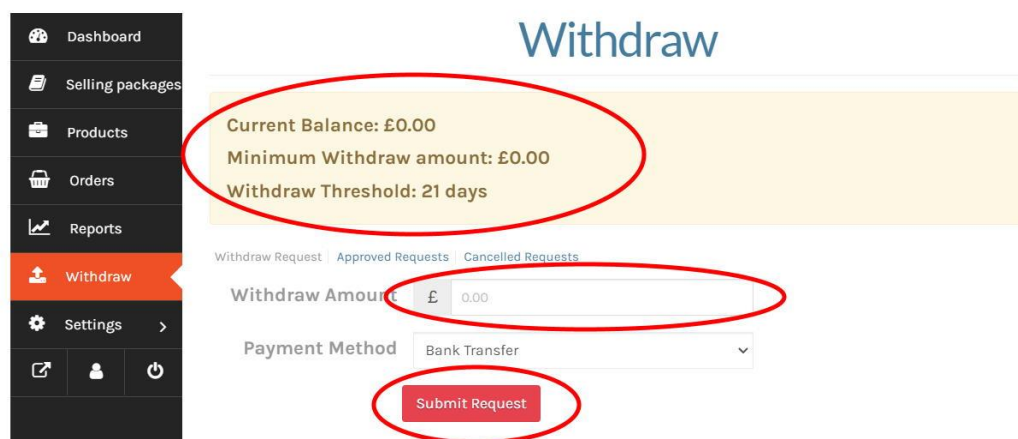 Withdraw
Dashboard
Selling packages
Products
Orders
Reports
Withdraw
Settings
Current Balance: £0.00
Minimum Withdraw amount: £0.00
Withdraw Threshold: 21 days
Withdraw Request Approved Requests Cancelled Requests
Withdraw Amount £ 0.00
Payment Method Bank Transfer
Submit Request